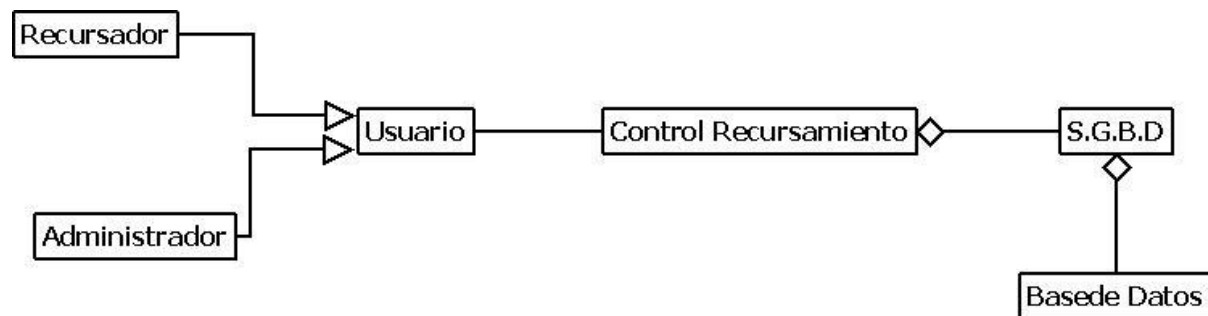 Recursador
Usuario
Control Recursamiento
S.G.B.D
Administrador
Basede Datos